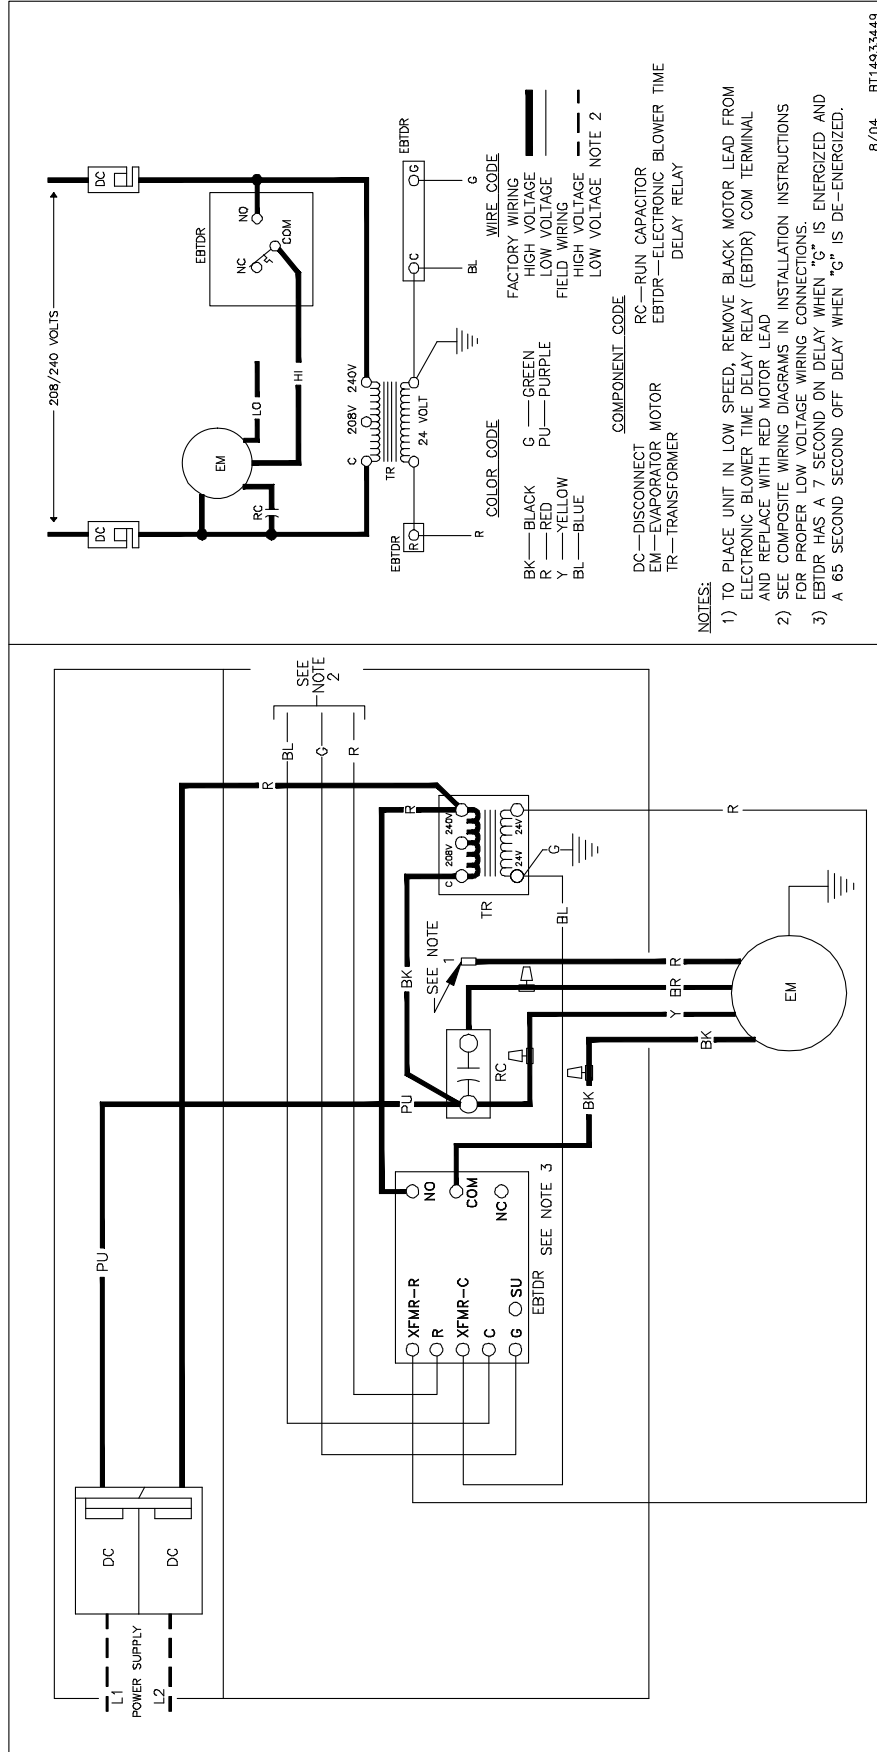 POWER SUPPLY
L1
L2
DC
DC
PU
PU
R
R
BK
BL
G
R
SEE
NOTE
2
C 208V 240V
24V 24V
TR
G
BL
R
SEE NOTE 1
RC
XFMR-R
R
XFMR-C
C
G
SU
NO
COM
NC
EBTDR
SEE NOTE 3
BK
BK
Y
BR
R
EM
208/240 VOLTS
DC
DC
EM
RC
LO
HI
EBTDR
NC
NO
COM
C 208V 240V
TR
24 VOLT
EBTDR
R
R
EBTDR
C
G
BL
G
COLOR CODE
BK—BLACK
R —RED
Y —YELLOW
BL—BLUE
G —GREEN
PU—PURPLE
WIRE CODE
FACTORY WIRING
HIGH VOLTAGE
LOW VOLTAGE
FIELD WIRING
HIGH VOLTAGE
LOW VOLTAGE NOTE 2
COMPONENT CODE
DC—DISCONNECT
EM—EVAPORATOR MOTOR
TR—TRANSFORMER
RC—RUN CAPACITOR
EBTDR—ELECTRONIC BLOWER TIME
DELAY RELAY
NOTES:
1) TO PLACE UNIT IN LOW SPEED, REMOVE BLACK MOTOR LEAD FROM
ELECTRONIC BLOWER TIME DELAY RELAY (EBTDR) COM TERMINAL
AND REPLACE WITH RED MOTOR LEAD
2) SEE COMPOSITE WIRING DIAGRAMS IN INSTALLATION INSTRUCTIONS
FOR PROPER LOW VOLTAGE WIRING CONNECTIONS.
3) EBTDR HAS A 7 SECOND ON DELAY WHEN "G" IS ENERGIZED AND
A 65 SECOND SECOND OFF DELAY WHEN "G" IS DE-ENERGIZED.
8/04 BT14933449